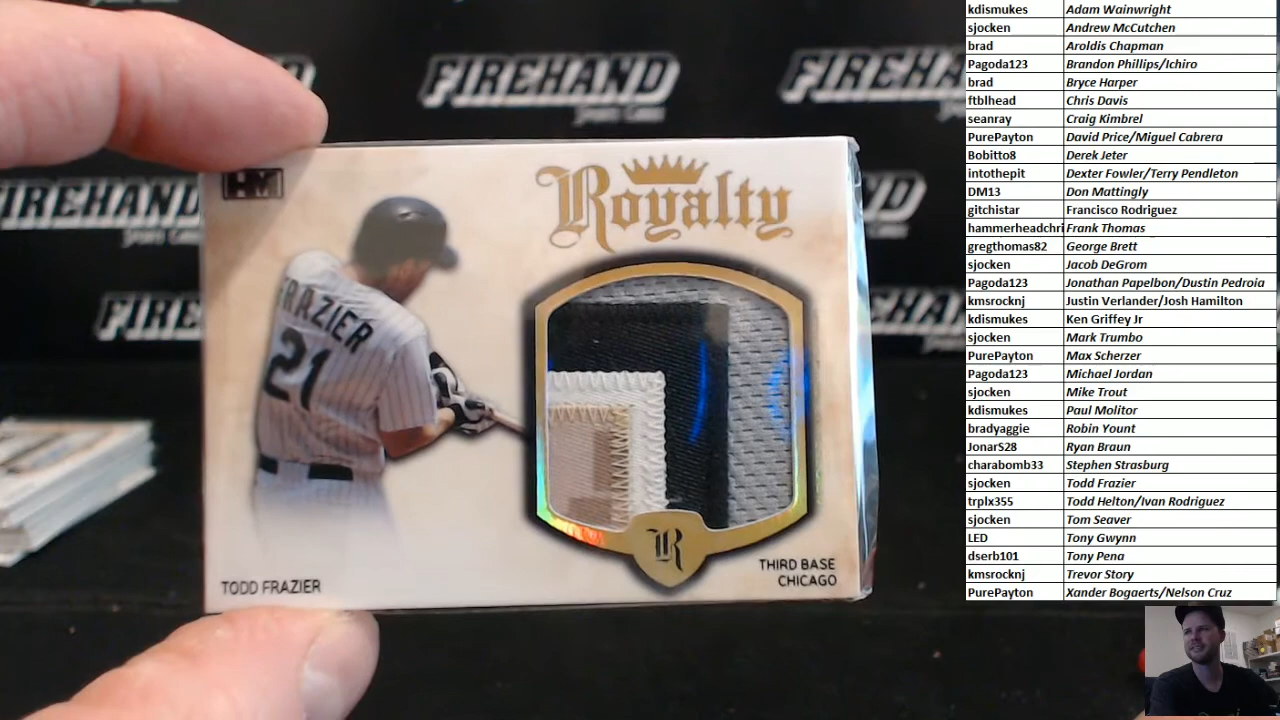 FIREHAND
SPORTS CARDS
FIREHAND
FIREHAND
FIREHAND
HM
Royalty
FRAZIER
21
R
TODD FRAZIER
THIRD BASE
CHICAGO
kdismukes Adam Wainwright
sjocken Andrew McCutchen
brad Aroldis Chapman
Pagoda123 Brandon Phillips/Ichiro
brad Bryce Harper
ftblhead Chris Davis
seanray Craig Kimbrel
PurePayton David Price/Miguel Cabrera
Bobitto8 Derek Jeter
intothepit Dexter Fowler/Terry Pendleton
DM13 Don Mattingly
gitchistar Francisco Rodriguez
hammerheadchri Frank Thomas
gregthomas82 George Brett
sjocken Jacob DeGrom
Pagoda123 Jonathan Papelbon/Dustin Pedroia
kmsrocknj Justin Verlander/Josh Hamilton
kdismukes Ken Griffey Jr
sjocken Mark Trumbo
PurePayton Max Scherzer
Pagoda123 Michael Jordan
sjocken Mike Trout
kdismukes Paul Molitor
bradyaggie Robin Yount
JonarS28 Ryan Braun
charabomb33 Stephen Strasburg
sjocken Todd Frazier
trplx355 Todd Helton/Ivan Rodriguez
sjocken Tom Seaver
LED Tony Gwynn
dserb101 Tony Pena
kmsrocknj Trevor Story
PurePayton Xander Bogaerts/Nelson Cruz